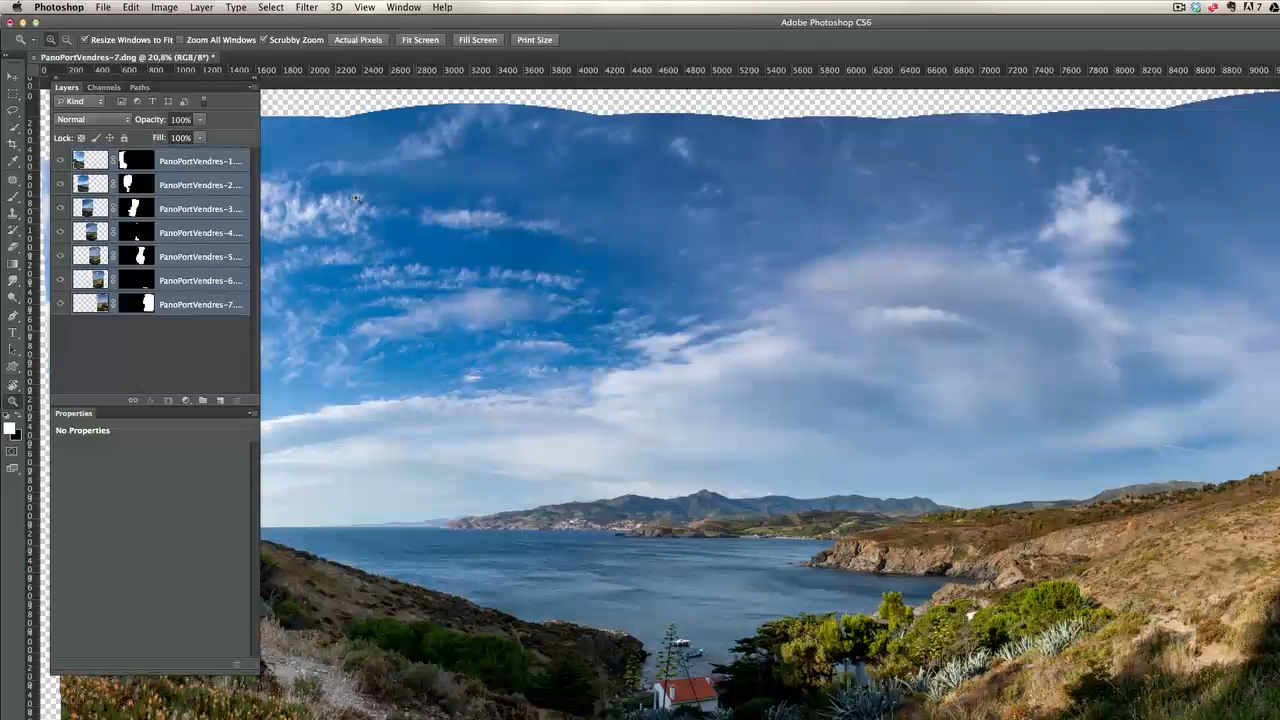 Photoshop File Edit Image Layer Type Select Filter 3D View Window Help
7
Adobe Photoshop CS6
Resize Windows to Fit Zoom All Windows Scrubby Zoom Actual Pixels Fit Screen Fill Screen Print Size
PanoPortVendres-7.dng @ 20,8% (RGB/8*) *
0 200 400 600 800 1000 1200 1400 1600 1800 2000 2200 2400 2600 2800 3000 3200 3400 3600 3800 4000 4200 4400 4600 4800 5000 5200 5400 5600 5800 6000 6200 6400 6600 6800 7000 7200 7400 7600 7800 8000 8200 8400 8600 8800 9000
Layers Channels Paths
Kind
Normal Opacity: 100%
Lock: Fill: 100%
PanoPortVendres-1....
PanoPortVendres-2....
PanoPortVendres-3....
PanoPortVendres-4....
PanoPortVendres-5....
PanoPortVendres-6....
PanoPortVendres-7....
Properties
No Properties